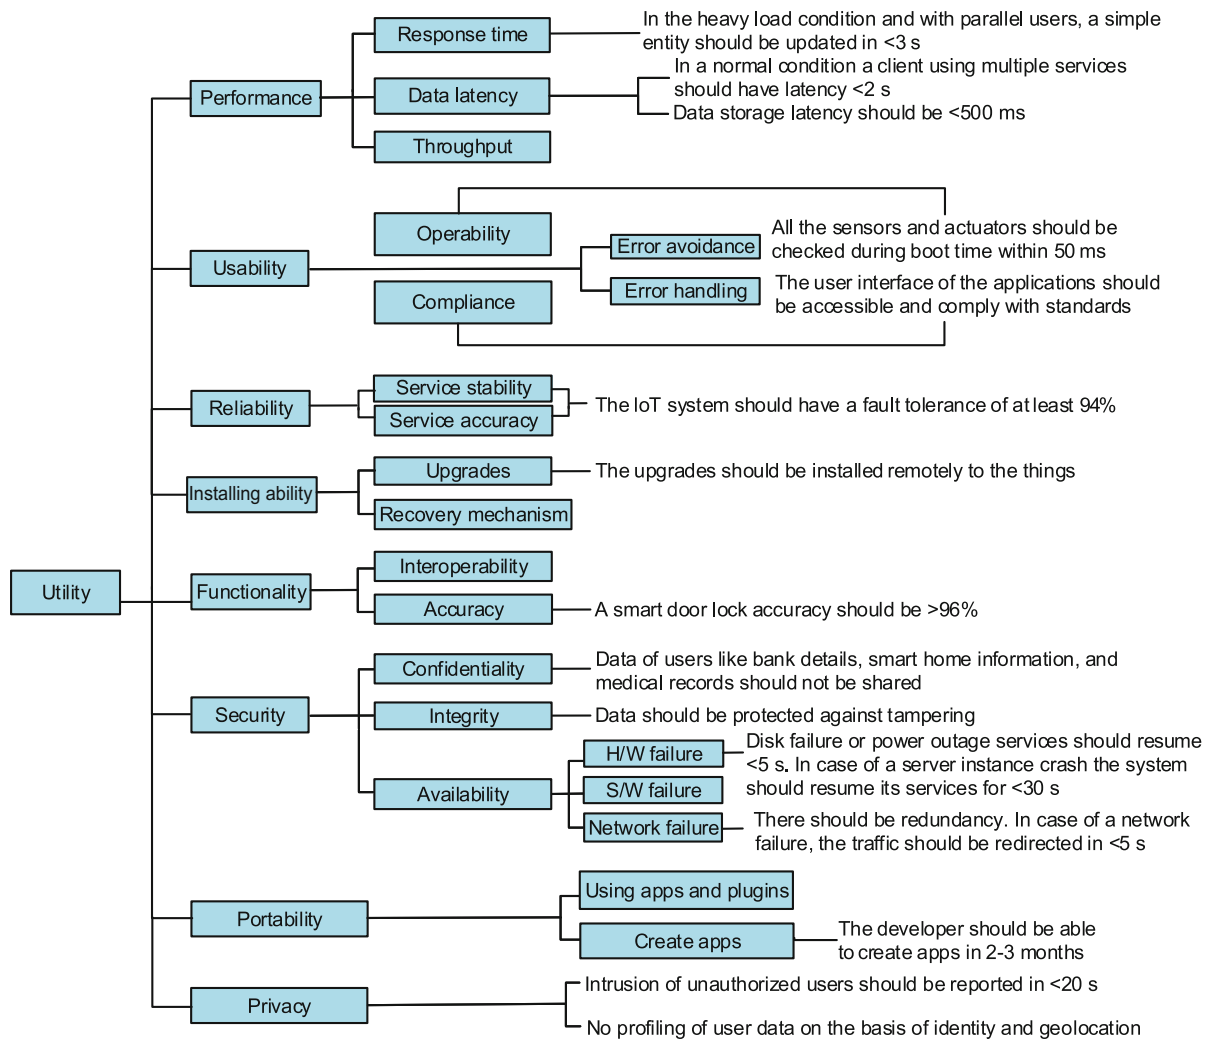 In the heavy load condition and with parallel users, a simple
entity should be updated in <3 s
Response time
In a normal condition a client using multiple services
should have latency <2 s
Performance
Data latency
Data storage latency should be <500 ms
Throughput
Operability
All the sensors and actuators should be
checked during boot time within 50 ms
Error avoidance
Usability
Error handling
The user interface of the applications should
be accessible and comply with standards
Compliance
Service stability
Reliability
The IoT system should have a fault tolerance of at least 94%
Service accuracy
Upgrades
The upgrades should be installed remotely to the things
Installing ability
Recovery mechanism
Interoperability
Utility
Functionality
Accuracy
A smart door lock accuracy should be >96%
Confidentiality
Data of users like bank details, smart home information, and
medical records should not be shared
Security
Integrity
Data should be protected against tampering
H/W failure
Disk failure or power outage services should resume
<5 s. In case of a server instance crash the system
should resume its services for <30 s
Availability
S/W failure
Network failure
There should be redundancy. In case of a network
failure, the traffic should be redirected in <5 s
Using apps and plugins
Portability
Create apps
The developer should be able
to create apps in 2-3 months
Privacy
Intrusion of unauthorized users should be reported in <20 s
No profiling of user data on the basis of identity and geolocation